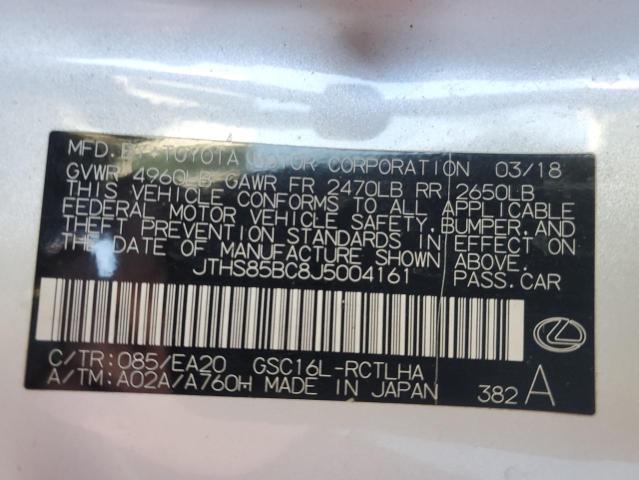 MFD. BY: TOYOTA MOTOR CORPORATION 03/18
GVWR 4960LB GAWR FR 2470LB RR 2650LB
THIS VEHICLE CONFORMS TO ALL APPLICABLE
FEDERAL MOTOR VEHICLE SAFETY, BUMPER, AND
THEFT PREVENTION STANDARDS IN EFFECT ON
THE DATE OF MANUFACTURE SHOWN ABOVE.
JTHS85BC8J5004161 PASS. CAR
C/TR: 085/EA20 GSC16L-RCTLHA
A/TM: A02A/A760H MADE IN JAPAN 382 A